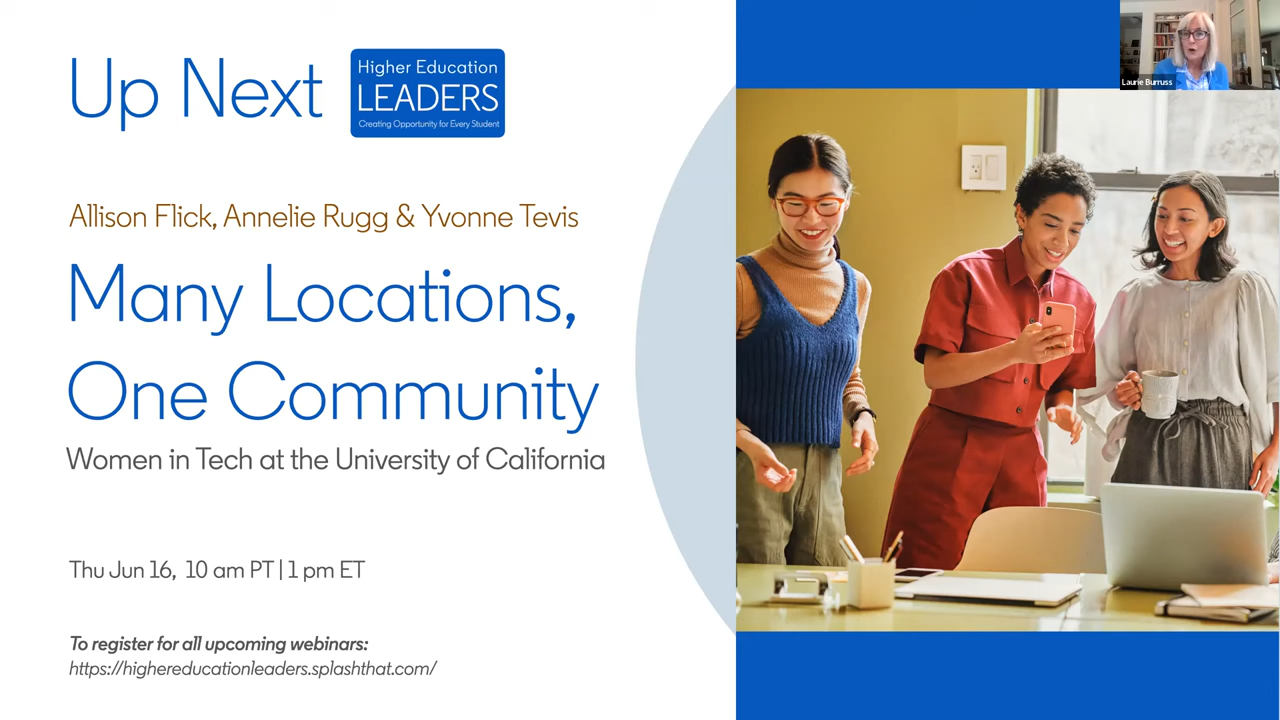 Up Next
Higher Education
LEADERS
Creating Opportunity for Every Student
Laurie Burruss
Allison Flick, Annelie Rugg & Yvonne Tevis
Many Locations,
One Community
Women in Tech at the University of California
Thu Jun 16, 10 am PT | 1 pm ET
To register for all upcoming webinars:
https://highereducationleaders.splashthat.com/